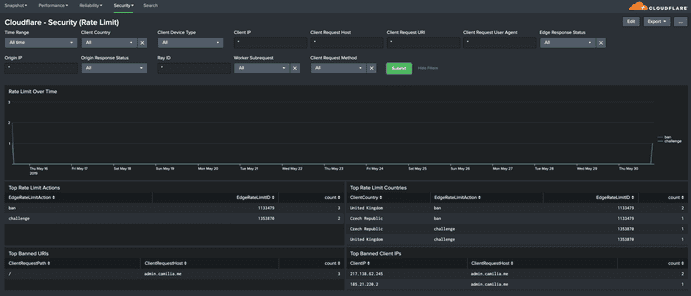 Snapshot Performance Reliability Security Search
CLOUDFLARE
Cloudflare - Security (Rate Limit)
Edit Export ...
Time Range Client Country Client Device Type Client IP Client Request Host Client Request URI Client Request User Agent Edge Response Status
All time All All * * * * All
Origin IP Origin Response Status Ray ID Worker Subrequest Client Request Method
* All * All All Submit Hide Filters
Rate Limit Over Time
3
2
1
ban
challenge
Thu May 16 Fri May 17 Sat May 18 Sun May 19 Mon May 20 Tue May 21 Wed May 22 Thu May 23 Fri May 24 Sat May 25 Sun May 26 Mon May 27 Tue May 28 Wed May 29 Thu May 30
2019
Top Rate Limit Actions
EdgeRateLimitAction EdgeRateLimitID count
ban 1133479 3
challenge 1353870 2
Top Rate Limit Countries
ClientCountry EdgeRateLimitAction EdgeRateLimitID count
United Kingdom ban 1133479 2
Czech Republic ban 1133479 1
Czech Republic challenge 1353870 1
United Kingdom challenge 1353870 1
Top Banned URIs
ClientRequestPath ClientRequestHost count
/ admin.camilia.me 3
Top Banned Client IPs
ClientIP ClientRequestHost count
217.138.62.245 admin.camilia.me 2
185.21.230.2 admin.camilia.me 1